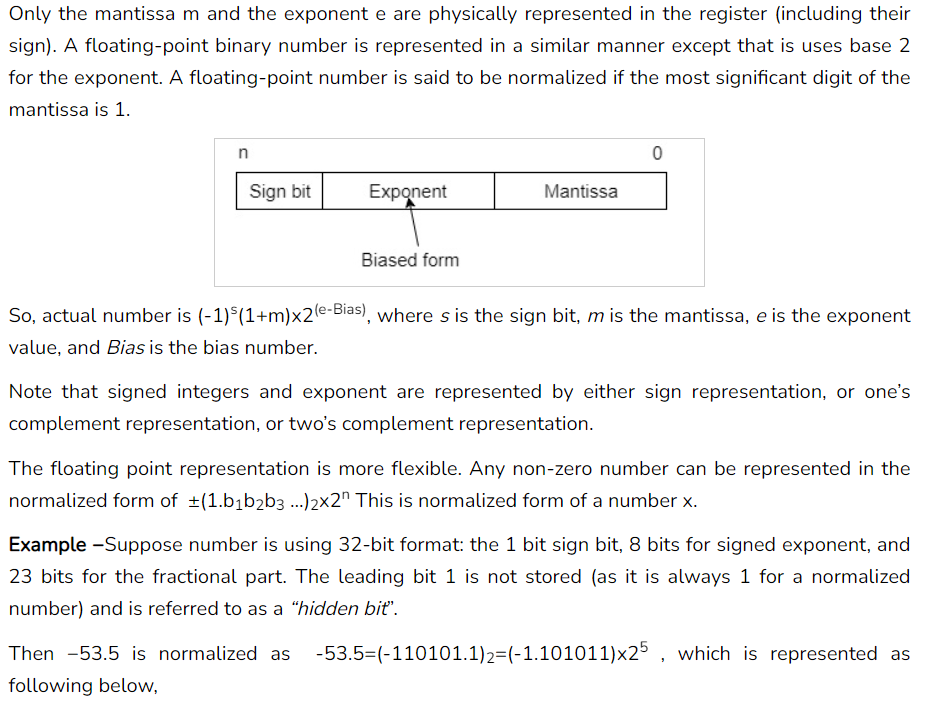 Only the mantissa m and the exponent e are physically represented in the register (including their
sign). A floating-point binary number is represented in a similar manner except that is uses base 2
for the exponent. A floating-point number is said to be normalized if the most significant digit of the
mantissa is 1.
n 0
Sign bit Exponent Mantissa
Biased form
So, actual number is (-1)ˢ(1+m)x2⁽ᵉ⁻ᴮⁱᵃˢ⁾, where s is the sign bit, m is the mantissa, e is the exponent
value, and Bias is the bias number.
Note that signed integers and exponent are represented by either sign representation, or one's
complement representation, or two's complement representation.
The floating point representation is more flexible. Any non-zero number can be represented in the
normalized form of ±(1.b₁b₂b₃ ...)₂x2ⁿ This is normalized form of a number x.
Example –Suppose number is using 32-bit format: the 1 bit sign bit, 8 bits for signed exponent, and
23 bits for the fractional part. The leading bit 1 is not stored (as it is always 1 for a normalized
number) and is referred to as a "hidden bit".
Then −53.5 is normalized as -53.5=(-110101.1)₂=(-1.101011)x2⁵ , which is represented as
following below,